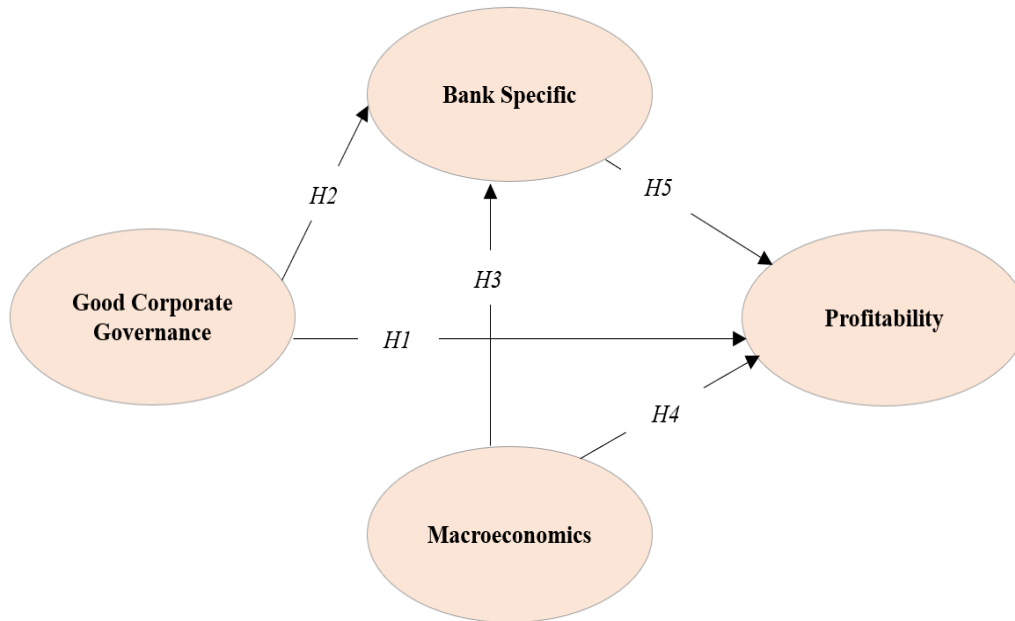 Bank Specific
H2
H5
H3
Good Corporate
Governance
Profitability
H1
H4
Macroeconomics